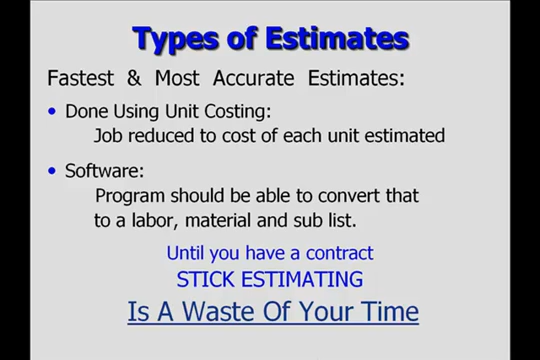 Types of Estimates
Fastest & Most Accurate Estimates:
• Done Using Unit Costing:
Job reduced to cost of each unit estimated
• Software:
Program should be able to convert that
to a labor, material and sub list.
Until you have a contract
STICK ESTIMATING
Is A Waste Of Your Time